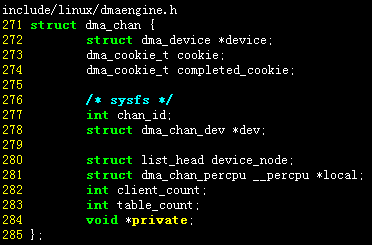 include/linux/dmaengine.h
271 struct dma_chan {
272         struct dma_device *device;
273         dma_cookie_t cookie;
274         dma_cookie_t completed_cookie;
275
276         /* sysfs */
277         int chan_id;
278         struct dma_chan_dev *dev;
279
280         struct list_head device_node;
281         struct dma_chan_percpu __percpu *local;
282         int client_count;
283         int table_count;
284         void *private;
285 };